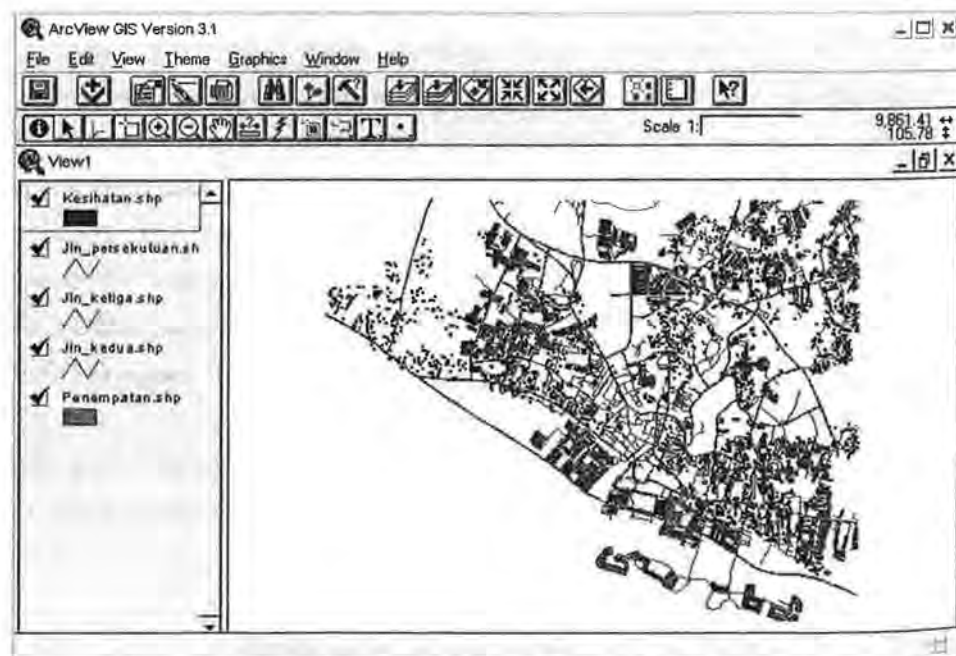 ArcView GIS Version 3.1
File Edit View Theme Graphics Window Help
Scale 1:
9,861.41
105.78
View1
Kesihatan.shp
Jln_persekutuan.sh
Jln_ketiga.shp
Jln_kedua.shp
Penempatan.shp